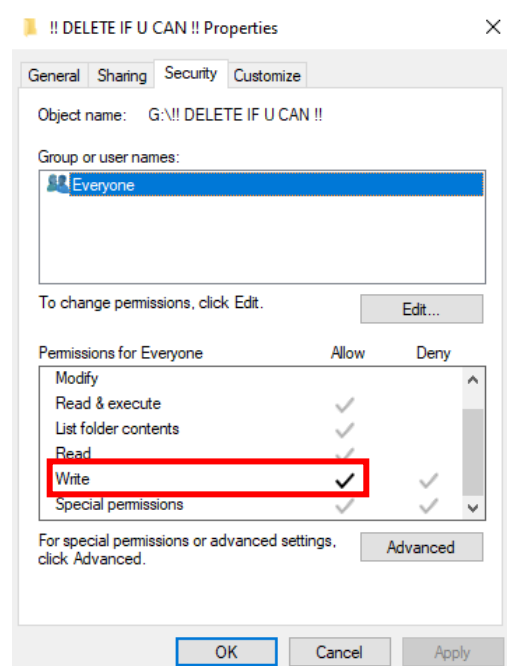 !! DELETE IF U CAN !! Properties
General Sharing Security Customize
Object name: G:\!! DELETE IF U CAN !!
Group or user names:
Everyone
To change permissions, click Edit.
Edit...
Permissions for Everyone Allow Deny
Modify
Read & execute
List folder contents
Read
Write
Special permissions
For special permissions or advanced settings,
click Advanced.
Advanced
OK Cancel Apply